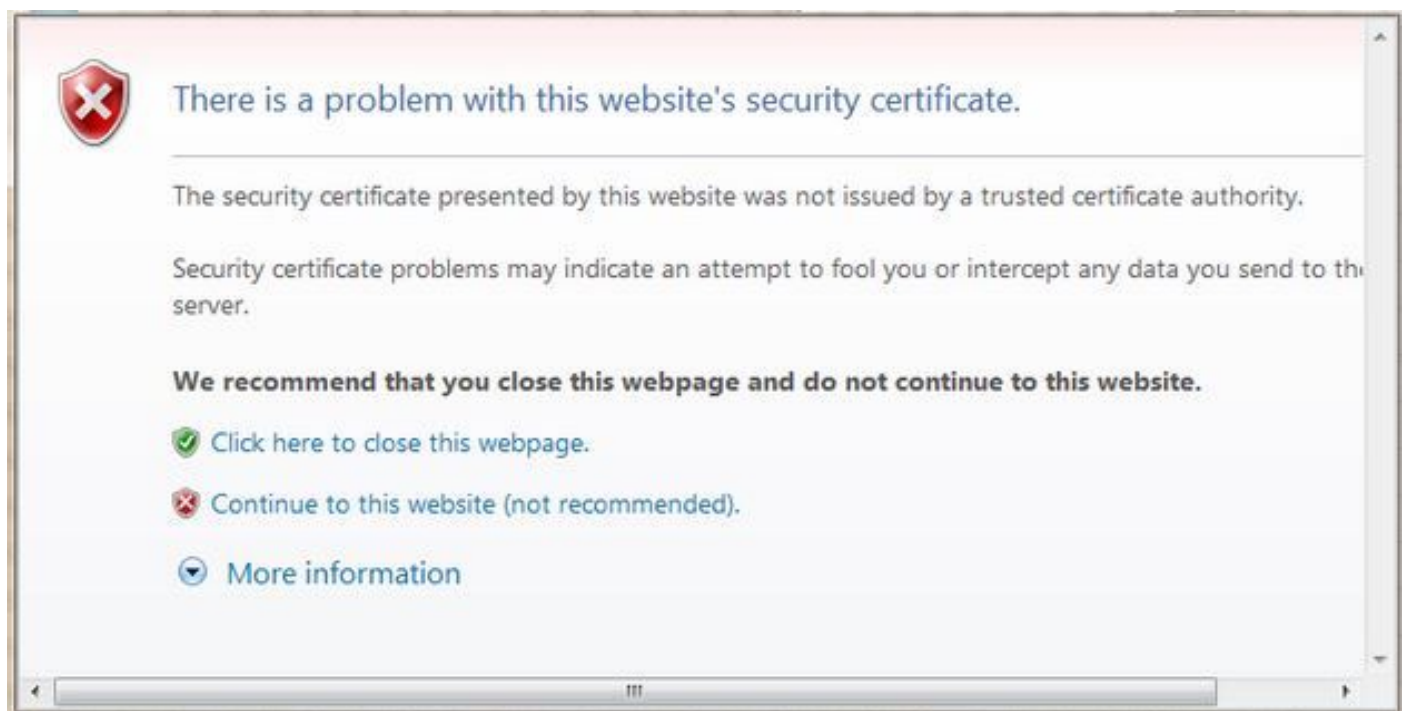 There is a problem with this website's security certificate.
The security certificate presented by this website was not issued by a trusted certificate authority.
Security certificate problems may indicate an attempt to fool you or intercept any data you send to the
server.
We recommend that you close this webpage and do not continue to this website.
Click here to close this webpage.
Continue to this website (not recommended).
More information